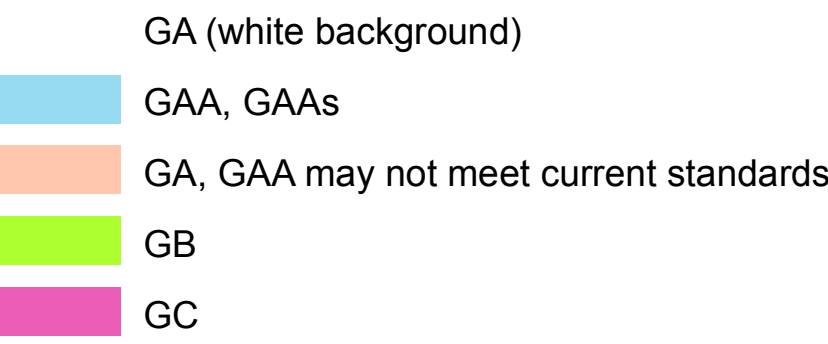 GA (white background)
GAA, GAAs
GA, GAA may not meet current standards
GB
GC